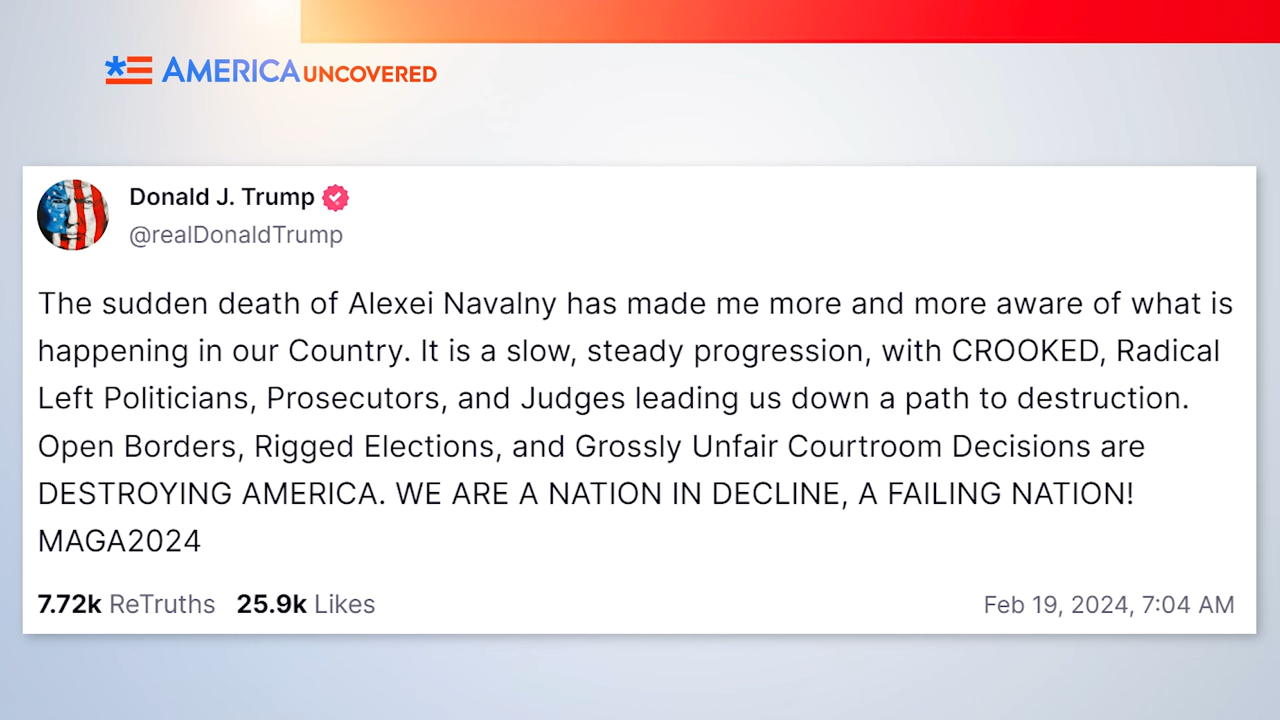 AMERICA UNCOVERED
Donald J. Trump
@realDonaldTrump
The sudden death of Alexei Navalny has made me more and more aware of what is
happening in our Country. It is a slow, steady progression, with CROOKED, Radical
Left Politicians, Prosecutors, and Judges leading us down a path to destruction.
Open Borders, Rigged Elections, and Grossly Unfair Courtroom Decisions are
DESTROYING AMERICA. WE ARE A NATION IN DECLINE, A FAILING NATION!
MAGA2024
7.72k ReTruths 25.9k Likes Feb 19, 2024, 7:04 AM